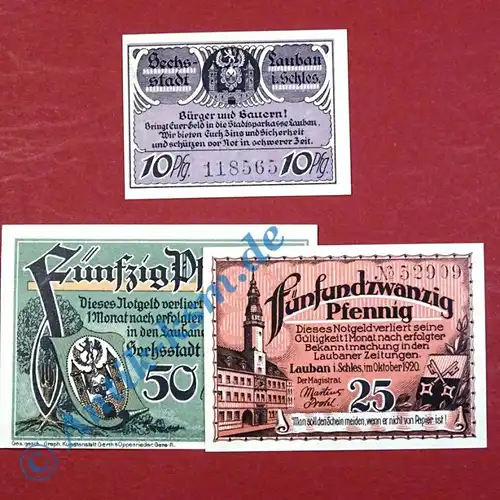 Sechs-
stadt
Lauban
i. Schles.
Bürger und Bauern!
Bringt Euer Geld in die Stadtsparkasse Lauban.
Wir bieten Euch Zins und Sicherheit
und schützen vor Not in schwerer Zeit.
10 Pfg. 118565 10 Pfg.
Fünfzig Pf
Dieses Notgeld verliert
1 Monat nach erfolgter
in den Lauban
Sechsstadt
50
№ 52909
Fünfundzwanzig
Pfennig
Dieses Notgeld verliert seine
Gültigkeit 1 Monat nach erfolgter
Bekanntmachung in den
Laubaner Zeitungen.
Lauban i. Schles, im Oktober 1920.
Der Magistrat
25
Man soll den Schein meiden, wenn er nicht von Papier ist!